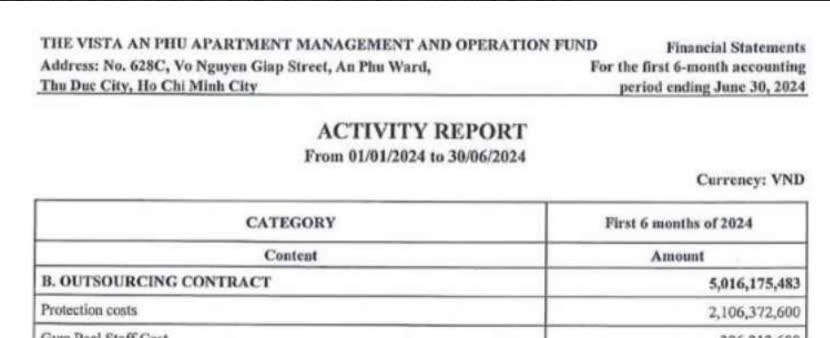 THE VISTA AN PHU APARTMENT MANAGEMENT AND OPERATION FUND
Financial Statements
Address: No. 628C, Vo Nguyen Giap Street, An Phu Ward,
For the first 6-month accounting
Thu Duc City, Ho Chi Minh City
period ending June 30, 2024
ACTIVITY REPORT
From 01/01/2024 to 30/06/2024
Currency: VND
CATEGORY
First 6 months of 2024
Content
Amount
B. OUTSOURCING CONTRACT
5,016,175,483
Protection costs
2,106,372,600